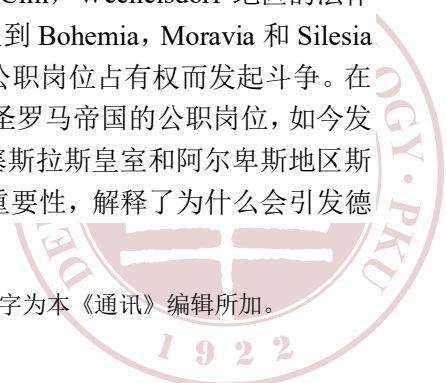 地区的法律
到 Bohemia，Moravia 和 Silesia
公职岗位占有权而发起斗争。在
圣罗马帝国的公职岗位，如今发
塞斯拉斯皇室和阿尔卑斯地区斯
重要性，解释了为什么会引发德
字为本《通讯》编辑所加。
OGY·PKU
1922